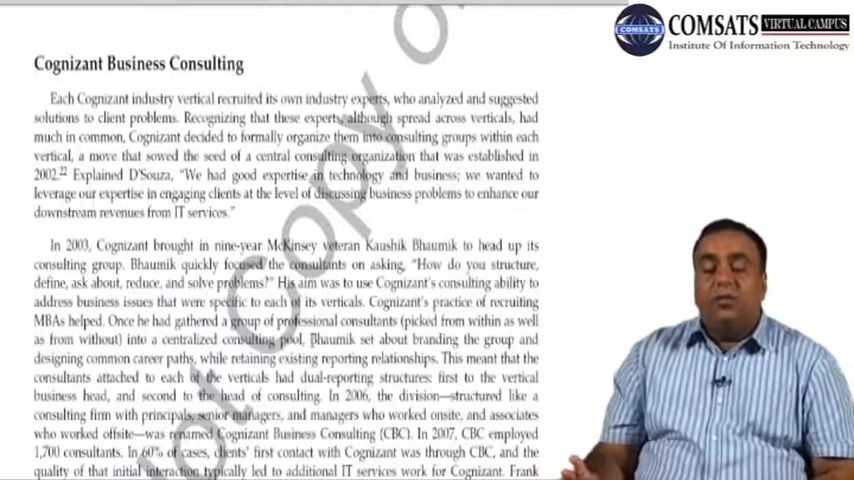 COMSATS VIRTUAL CAMPUS
Institute Of Information Technology
COMSATS
Cognizant Business Consulting
Each Cognizant industry vertical recruited its own industry experts, who analyzed and suggested
solutions to client problems. Recognizing that these experts, although spread across verticals, had
much in common, Cognizant decided to formally organize them into consulting groups within each
vertical, a move that sowed the seed of a central consulting organization that was established in
2002.22 Explained D'Souza, "We had good expertise in technology and business; we wanted to
leverage our expertise in engaging clients at the level of discussing business problems to enhance our
downstream revenues from IT services."
In 2003, Cognizant brought in nine-year McKinsey veteran Kaushik Bhaumik to head up its
consulting group. Bhaumik quickly focused the consultants on asking, "How do you structure,
define, ask about, reduce, and solve problems?" His aim was to use Cognizant's consulting ability to
address business issues that were specific to each of its verticals. Cognizant's practice of recruiting
MBAs helped. Once he had gathered a group of professional consultants (picked from within as well
as from without) into a centralized consulting pool, Bhaumik set about branding the group and
designing common career paths, while retaining existing reporting relationships. This meant that the
consultants attached to each of the verticals had dual-reporting structures: first to the vertical
business head, and second to the head of consulting. In 2006, the division—structured like a
consulting firm with principals, senior managers, and managers who worked onsite, and associates
who worked offsite—was renamed Cognizant Business Consulting (CBC). In 2007, CBC employed
1,700 consultants. In 60% of cases, clients' first contact with Cognizant was through CBC, and the
quality of that initial interaction typically led to additional IT services work for Cognizant. Frank
not Copy o